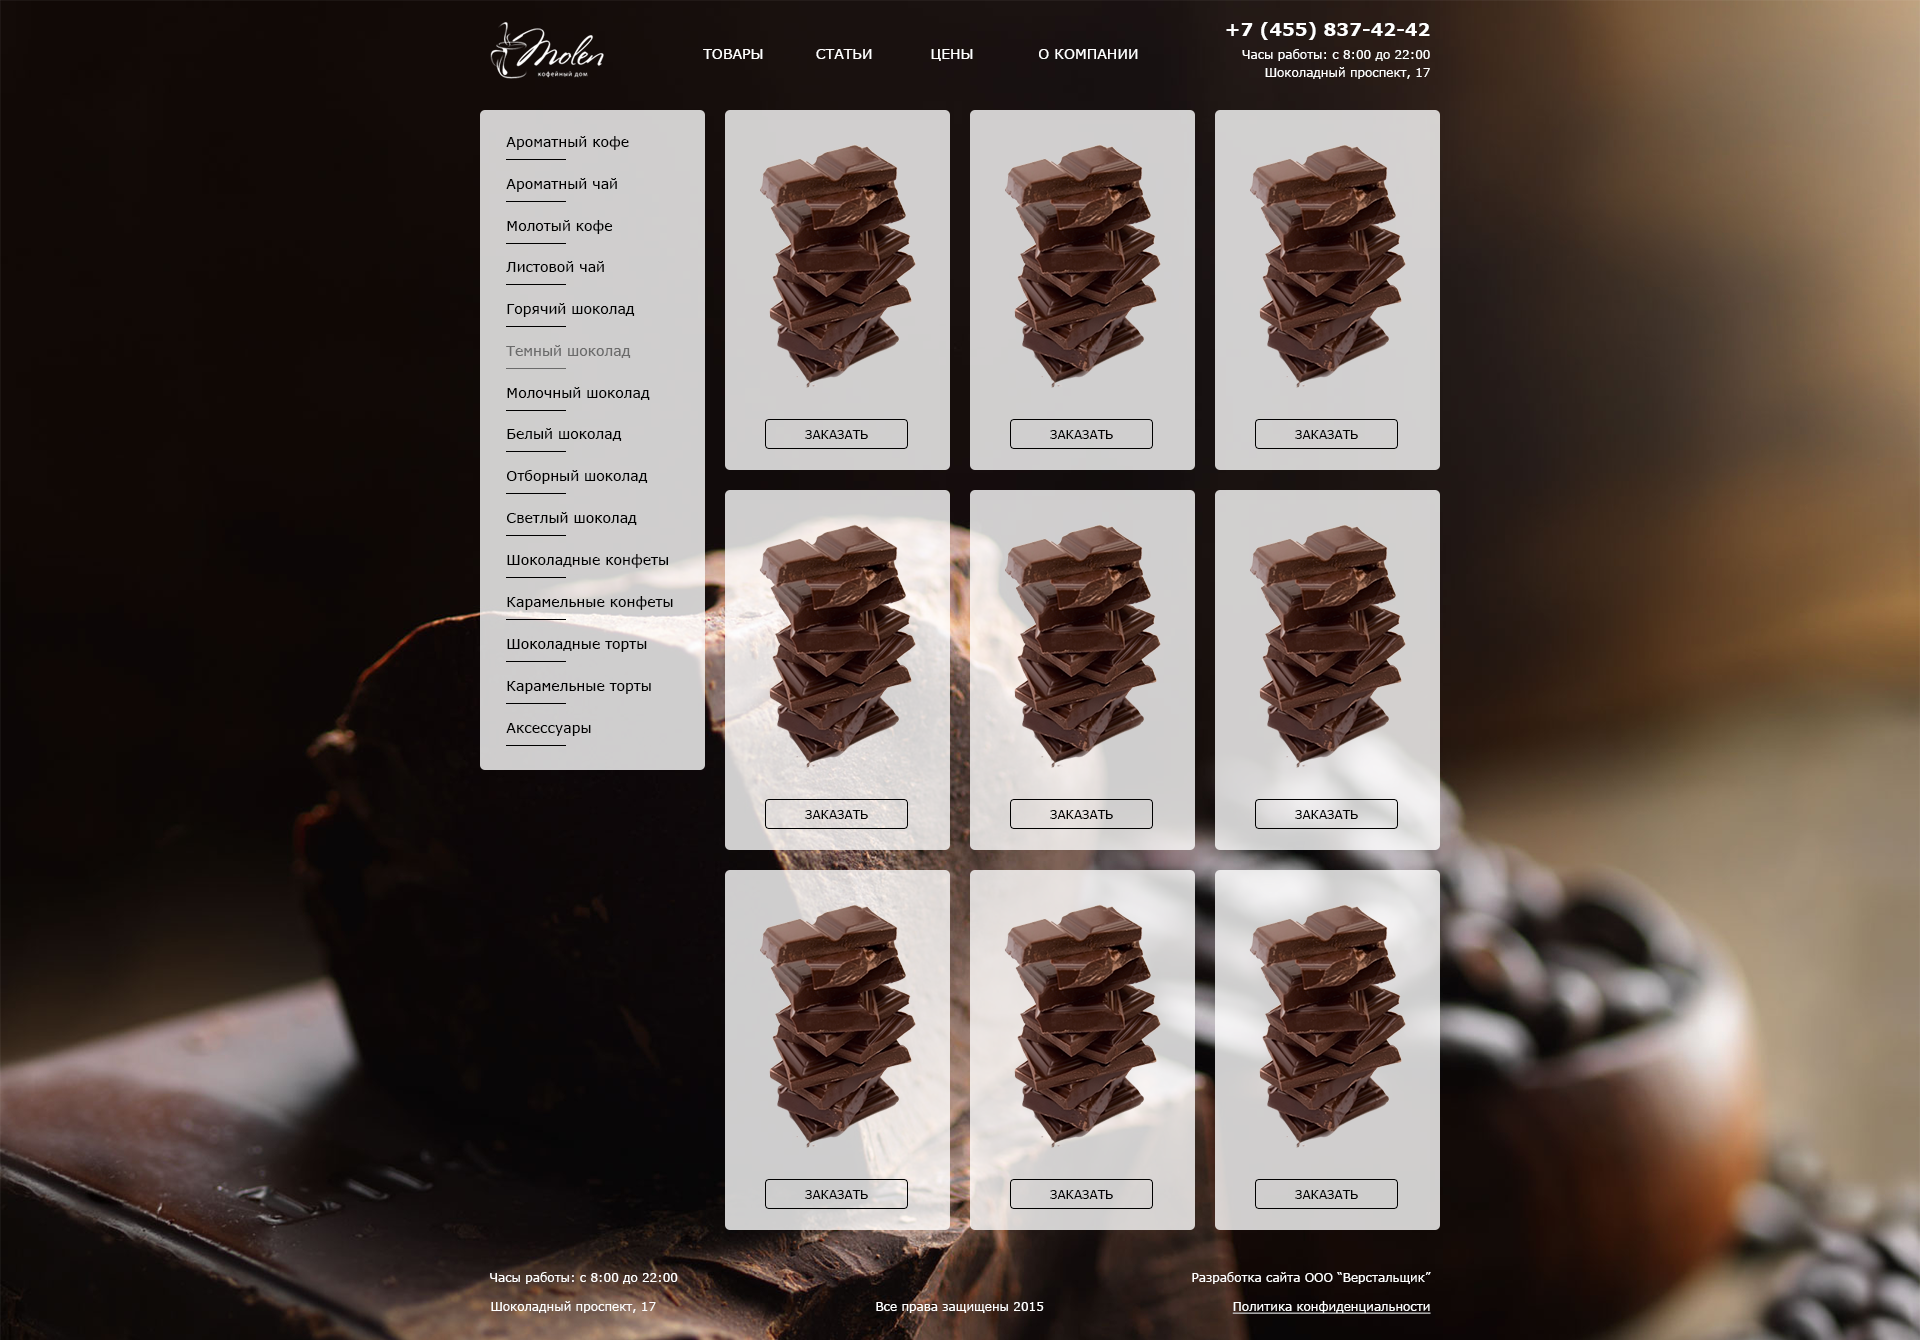 Molen
кофейный дом
ТОВАРЫ
СТАТЬИ
ЦЕНЫ
О КОМПАНИИ
+7 (455) 837-42-42
Часы работы: с 8:00 до 22:00
Шоколадный проспект, 17
Ароматный кофе
Ароматный чай
Молотый кофе
Листовой чай
Горячий шоколад
Темный шоколад
Молочный шоколад
Белый шоколад
Отборный шоколад
Светлый шоколад
Шоколадные конфеты
Карамельные конфеты
Шоколадные торты
Карамельные торты
Аксессуары
ЗАКАЗАТЬ
ЗАКАЗАТЬ
ЗАКАЗАТЬ
ЗАКАЗАТЬ
ЗАКАЗАТЬ
ЗАКАЗАТЬ
ЗАКАЗАТЬ
ЗАКАЗАТЬ
ЗАКАЗАТЬ
Часы работы: с 8:00 до 22:00
Шоколадный проспект, 17
Все права защищены 2015
Разработка сайта ООО “Верстальщик”
Политика конфиденциальности